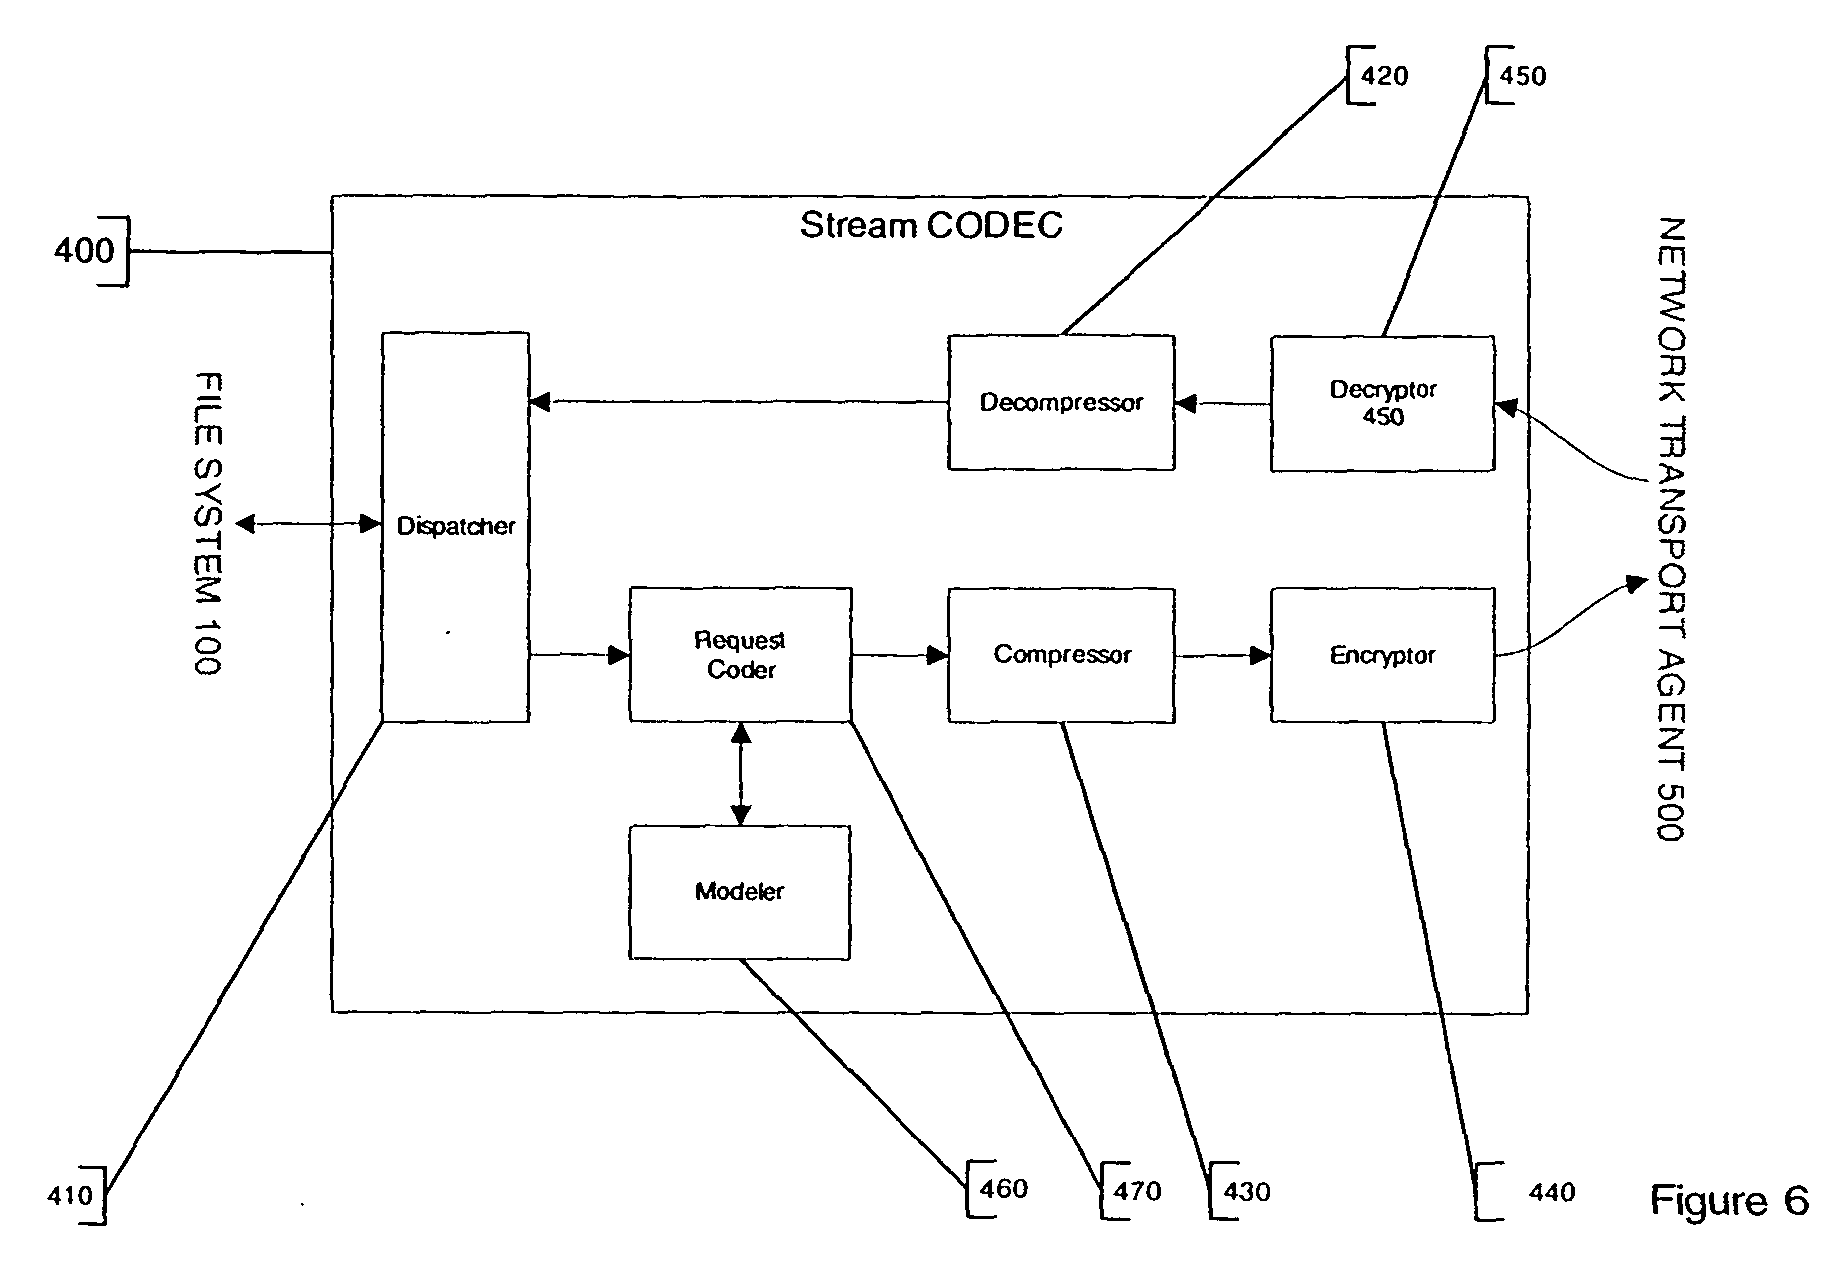 420
450
Stream CODEC
400
Decompressor
Decryptor
450
FILE SYSTEM 100
NETWORK TRANSPORT AGENT 500
Dispatcher
Request
Coder
Compressor
Encryptor
Modeler
410
460
470
430
440
Figure 6